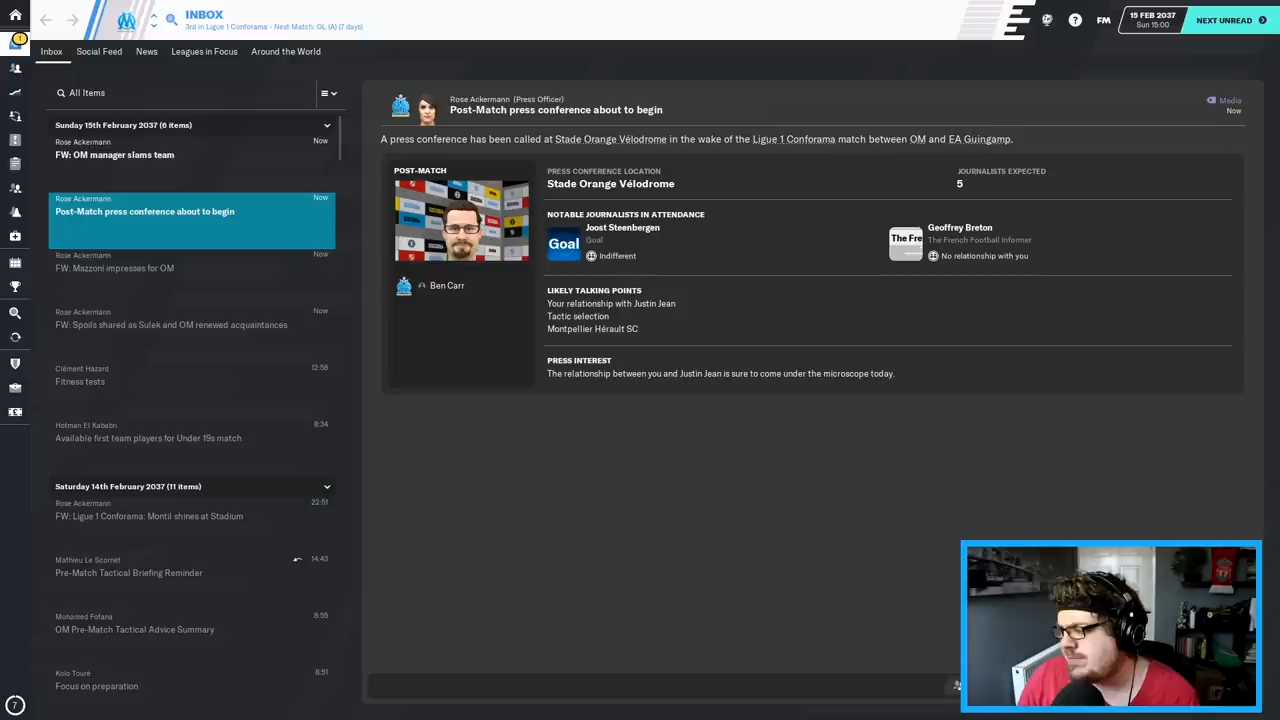 INBOX
3rd in Ligue 1 Conforama - Next Match: OL (A) (7 days)
FM
15 FEB 2037
Sun 15:00
NEXT UNREAD
1
Inbox
Social Feed
News
Leagues in Focus
Around the World
All Items
Sunday 15th February 2037 (6 items)
Rose Ackermann
Now
FW: OM manager slams team
Rose Ackermann
Now
Post-Match press conference about to begin
Rose Ackermann
Now
FW: Mazzoni impresses for OM
Rose Ackermann
Now
FW: Spoils shared as Sulek and OM renewed acquaintances
Clément Hazard
12:58
Fitness tests
Hotman El Kababri
8:34
Available first team players for Under 19s match
Saturday 14th February 2037 (11 items)
Rose Ackermann
22:51
FW: Ligue 1 Conforama: Montil shines at Stadium
Mathieu Le Scornet
14:43
Pre-Match Tactical Briefing Reminder
Mohamed Fofana
8:55
OM Pre-Match Tactical Advice Summary
Kolo Touré
8:51
Focus on preparation
7
Rose Ackermann (Press Officer)
Post-Match press conference about to begin
Media
Now
A press conference has been called at Stade Orange Vélodrome in the wake of the Ligue 1 Conforama match between OM and EA Guingamp.
POST-MATCH
Ben Carr
PRESS CONFERENCE LOCATION
Stade Orange Vélodrome
JOURNALISTS EXPECTED
5
NOTABLE JOURNALISTS IN ATTENDANCE
Goal
Joost Steenbergen
Goal
Indifferent
The Fre
Geoffrey Breton
The French Football Informer
No relationship with you
LIKELY TALKING POINTS
Your relationship with Justin Jean
Tactic selection
Montpellier Hérault SC
PRESS INTEREST
The relationship between you and Justin Jean is sure to come under the microscope today.